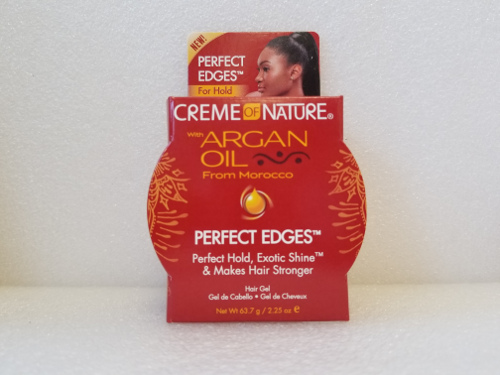 NEW!
PERFECT
EDGES™
For Hold
CREME OF NATURE®
With ARGAN
OIL
From Morocco
PERFECT EDGES™
Perfect Hold, Exotic Shine™
& Makes Hair Stronger
Hair Gel
Gel de Cabello • Gel de Cheveux
Net Wt 63.7 g / 2.25 oz e